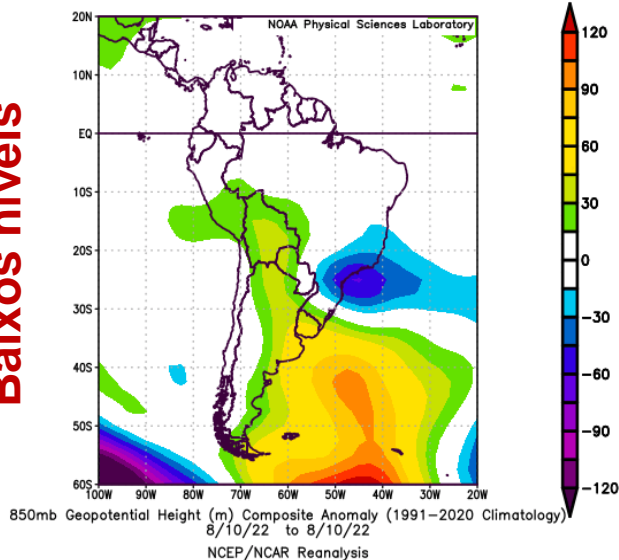 Baixos níveis
NOAA Physical Sciences Laboratory
20N
10N
EQ
10S
20S
30S
40S
50S
60S
100W 90W 80W 70W 60W 50W 40W 30W 20W
120
90
60
30
0
−30
−60
−90
−120
850mb Geopotential Height (m) Composite Anomaly (1991−2020 Climatology)
8/10/22 to 8/10/22
NCEP/NCAR Reanalysis